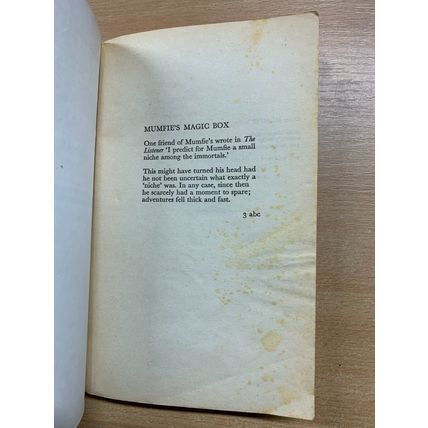 MUMFIE'S MAGIC BOX
One friend of Mumfie's wrote in The
Listener 'I predict for Mumfie a small
niche among the immortals.'
This might have turned his head had
he not been uncertain what exactly a
'niche' was. In any case, since then
he scarcely had a moment to spare;
adventures fell thick and fast.
3 abc